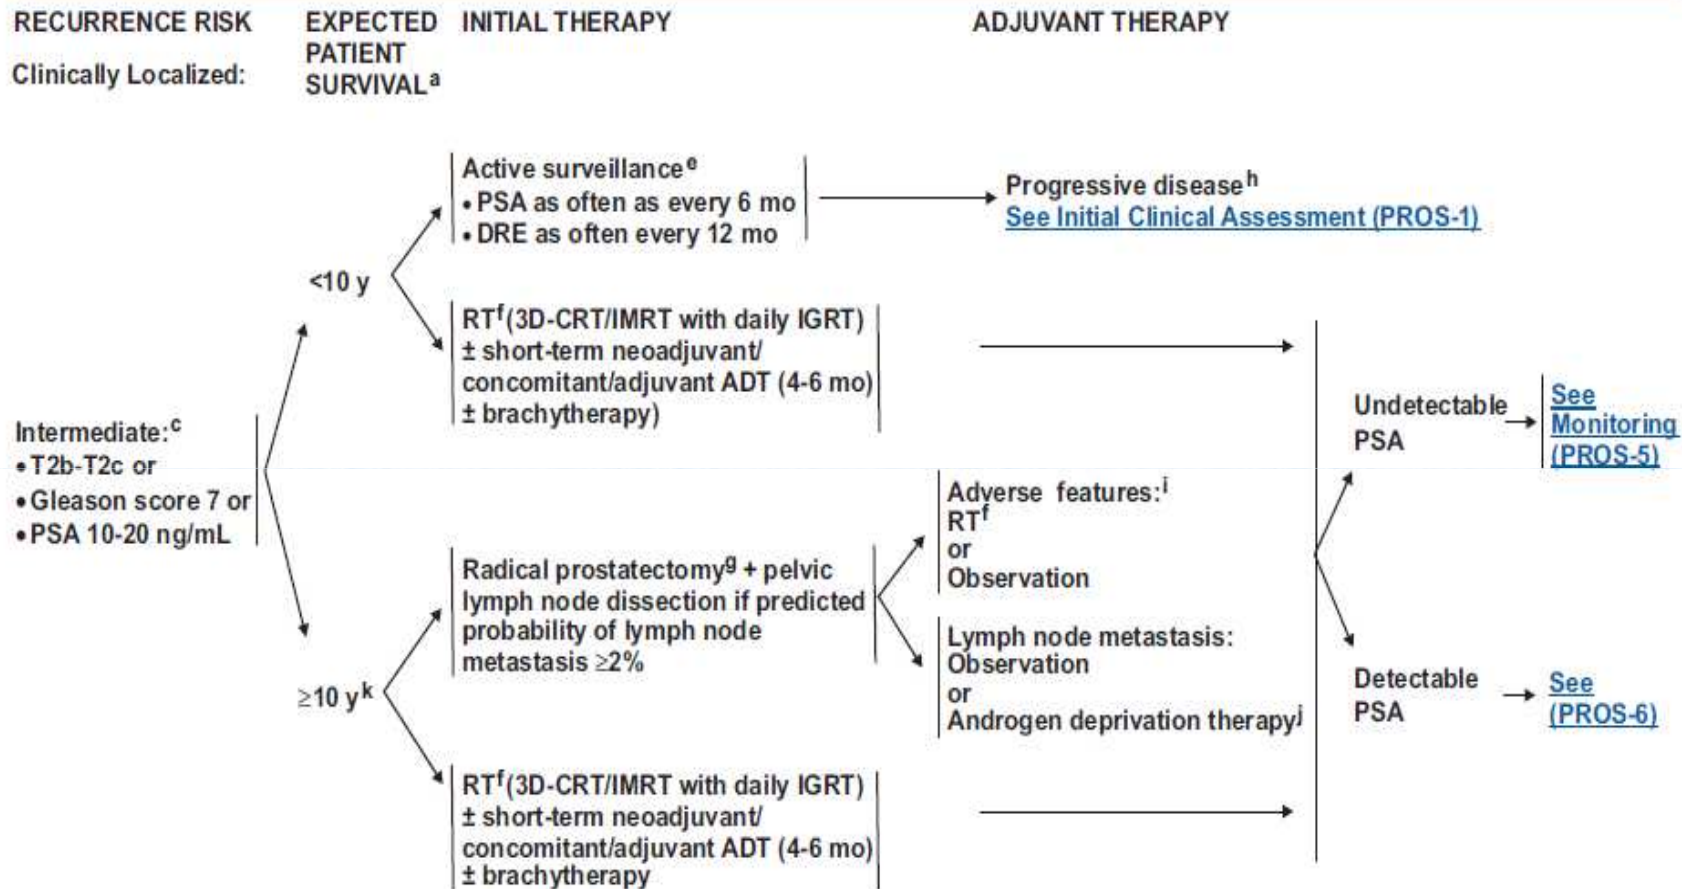 RECURRENCE RISK
Clinically Localized:
EXPECTED
PATIENT
SURVIVALa
INITIAL THERAPY
ADJUVANT THERAPY
Intermediate:c
• T2b-T2c or
• Gleason score 7 or
• PSA 10-20 ng/mL
<10 y
Active surveillancee
• PSA as often as every 6 mo
• DRE as often every 12 mo
Progressive diseaseh
See Initial Clinical Assessment (PROS-1)
RTf(3D-CRT/IMRT with daily IGRT)
± short-term neoadjuvant/
concomitant/adjuvant ADT (4-6 mo)
± brachytherapy)
≥10 yk
Radical prostatectomyg + pelvic
lymph node dissection if predicted
probability of lymph node
metastasis ≥2%
Adverse features:i
RTf
or
Observation
Lymph node metastasis:
Observation
or
Androgen deprivation therapyj
RTf(3D-CRT/IMRT with daily IGRT)
± short-term neoadjuvant/
concomitant/adjuvant ADT (4-6 mo)
± brachytherapy
Undetectable
PSA
See
Monitoring
(PROS-5)
Detectable
PSA
See
(PROS-6)